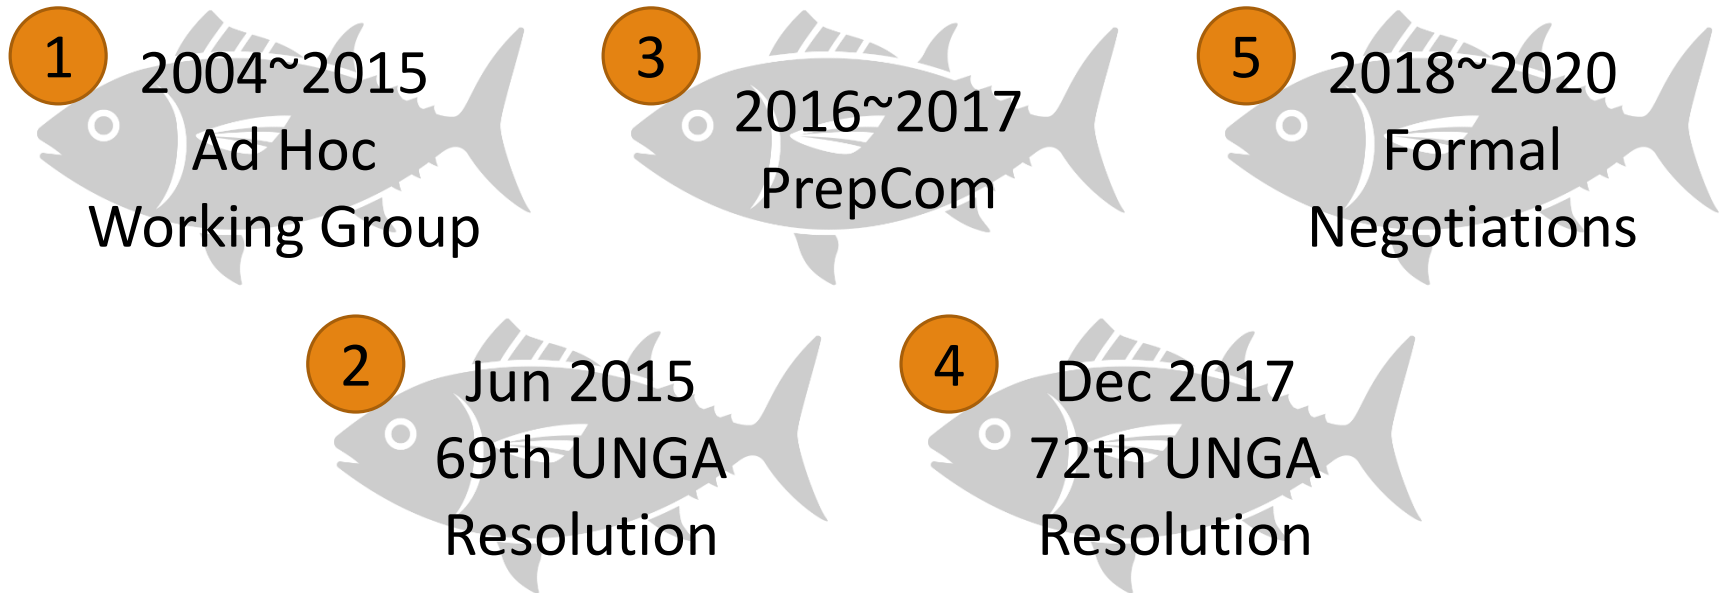 1
2004~2015
Ad Hoc
Working Group
2
Jun 2015
69th UNGA
Resolution
3
2016~2017
PrepCom
4
Dec 2017
72th UNGA
Resolution
5
2018~2020
Formal
Negotiations